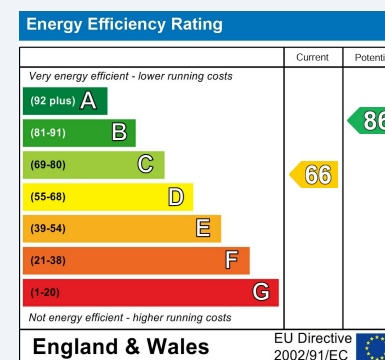 Energy Efficiency Rating
Current
Potenti
Very energy efficient - lower running costs
(92 plus) A
(81-91) B
86
(69-80) C
66
(55-68) D
(39-54) E
(21-38) F
(1-20) G
Not energy efficient - higher running costs
England & Wales
EU Directive
2002/91/EC